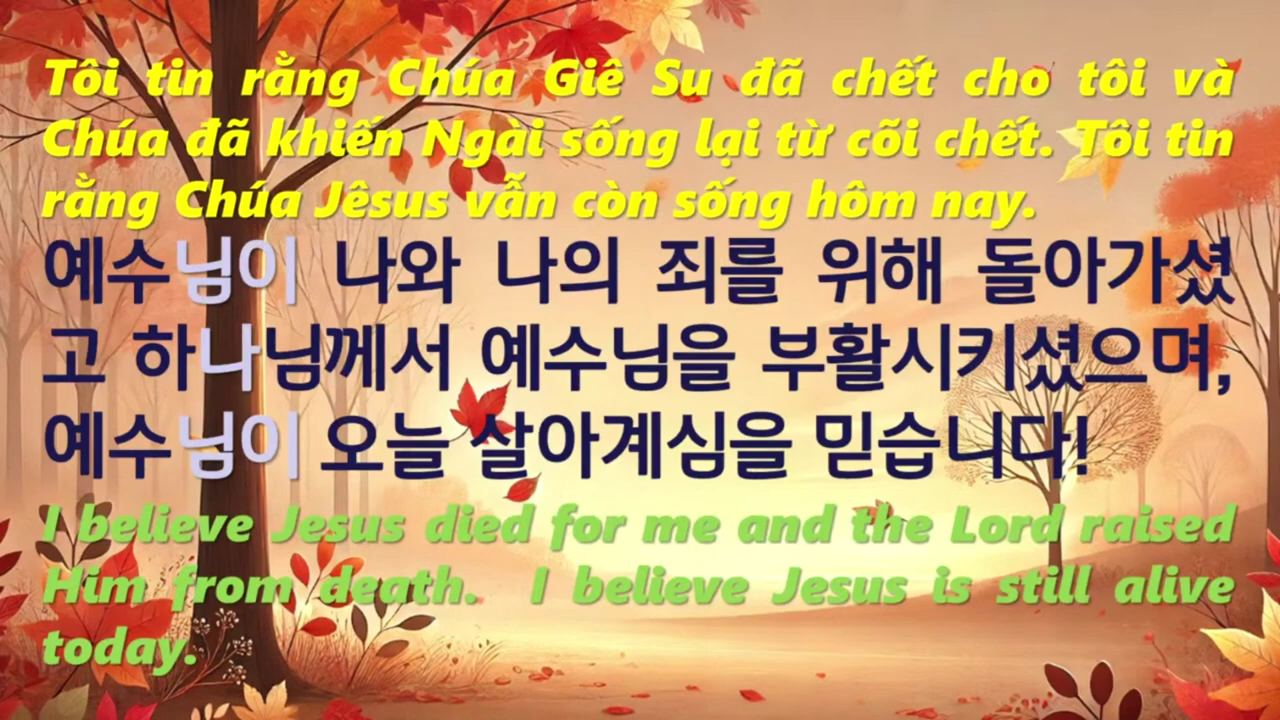 Tôi tin rằng Chúa Giê Su đã chết cho tôi và
Chúa đã khiến Ngài sống lại từ cõi chết. Tôi tin
rằng Chúa Jêsus vẫn còn sống hôm nay.
예수님이 나와 나의 죄를 위해 돌아가셨
고 하나님께서 예수님을 부활시키셨으며,
예수님이 오늘 살아계심을 믿습니다!
I believe Jesus died for me and the Lord raised
Him from death. I believe Jesus is still alive
today.